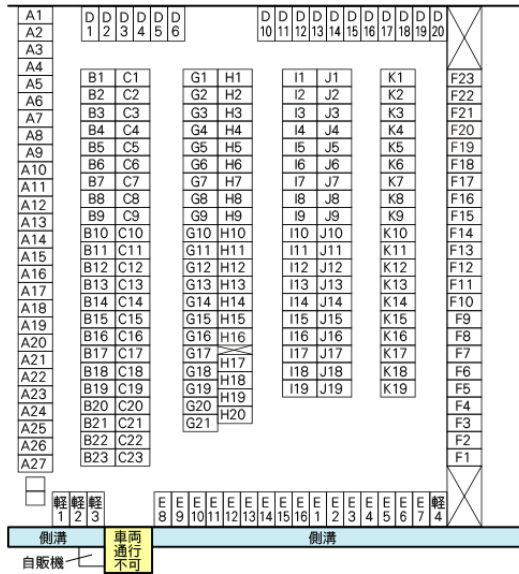 A1
A2
A3
A4
A5
A6
A7
A8
A9
A10
A11
A12
A13
A14
A15
A16
A17
A18
A19
A20
A21
A22
A23
A24
A25
A26
A27
D1 D2 D3 D4 D5 D6
D10 D11 D12 D13 D14 D15 D16 D17 D18 D19 D20
B1 C1
B2 C2
B3 C3
B4 C4
B5 C5
B6 C6
B7 C7
B8 C8
B9 C9
B10 C10
B11 C11
B12 C12
B13 C13
B14 C14
B15 C15
B16 C16
B17 C17
B18 C18
B19 C19
B20 C20
B21 C21
B22 C22
B23 C23
G1 H1
G2 H2
G3 H3
G4 H4
G5 H5
G6 H6
G7 H7
G8 H8
G9 H9
G10 H10
G11 H11
G12 H12
G13 H13
G14 H14
G15 H15
G16 H16
G17 H17
G18 H18
G19 H19
G20 H20
G21
I1 J1
I2 J2
I3 J3
I4 J4
I5 J5
I6 J6
I7 J7
I8 J8
I9 J9
I10 J10
I11 J11
I12 J12
I13 J13
I14 J14
I15 J15
I16 J16
I17 J17
I18 J18
I19 J19
K1
K2
K3
K4
K5
K6
K7
K8
K9
K10
K11
K12
K13
K14
K15
K16
K17
K18
K19
F23
F22
F21
F20
F19
F18
F17
F16
F15
F14
F13
F12
F11
F10
F9
F8
F7
F6
F5
F4
F3
F2
F1
軽1 軽2 軽3
E8 E9 E10 E11 E12 E13 E14 E15 E16 E1 E2 E3 E4 E5 E6 E7 軽4
側溝
車両
通行
不可
側溝
自販機